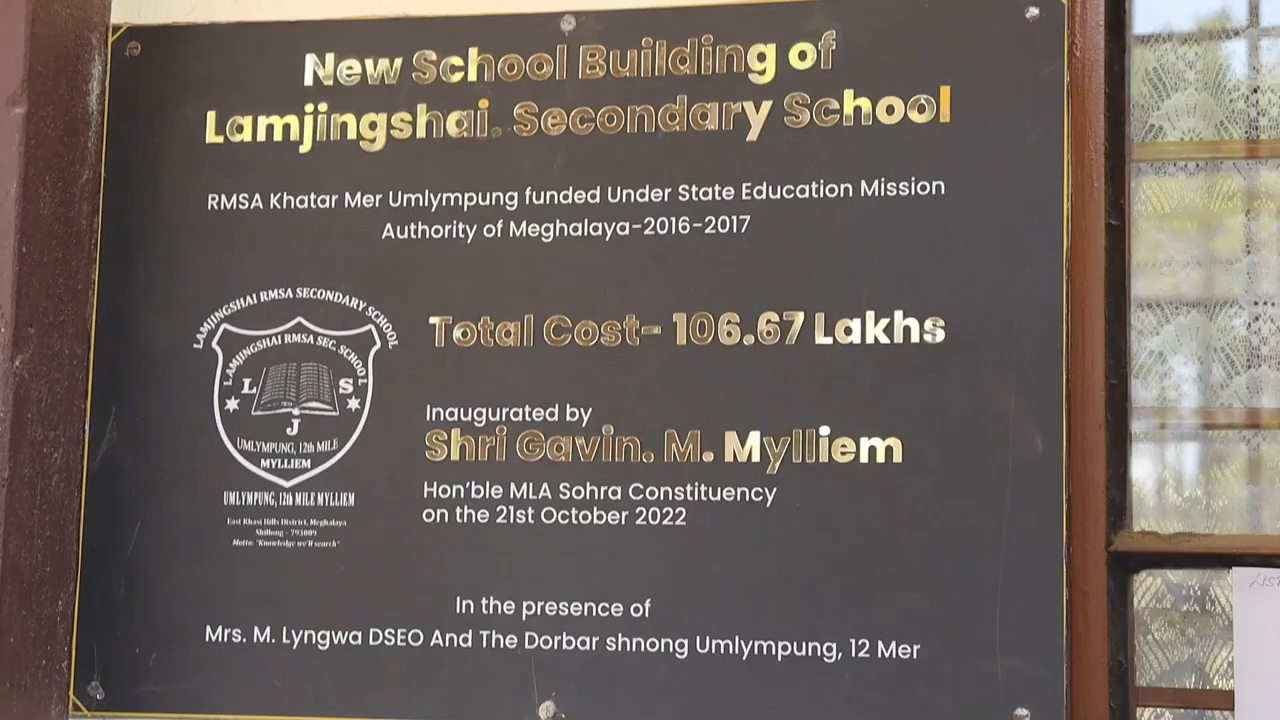 New School Building of
Lamjingshai. Secondary School
RMSA Khatar Mer Umlympung funded Under State Education Mission
Authority of Meghalaya-2016-2017
LAMJINGSHAI RMSA SECONDARY SCHOOL
LAMJINGSHAI RMSA SEC. SCHOOL
L S
J
UMLYMPUNG, 12th MILE
MYLLIEM
UMLYMPUNG, 12th MILE MYLLIEM
East Khasi Hills District, Meghalaya
Shillong - 793009
Motto: "Knowledge we'll search"
Total Cost- 106.67 Lakhs
Inaugurated by
Shri Gavin. M. Mylliem
Hon'ble MLA Sohra Constituency
on the 21st October 2022
In the presence of
Mrs. M. Lyngwa DSEO And The Dorbar shnong Umlympung, 12 Mer